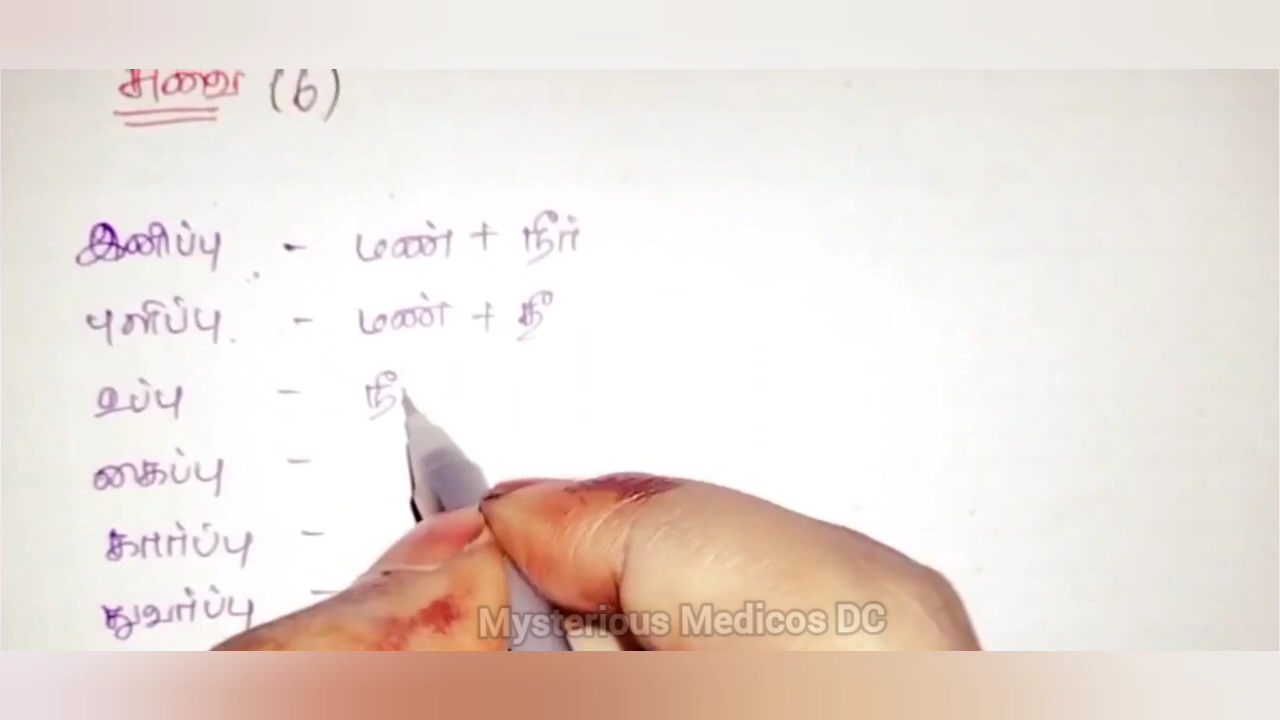 சுவை (6)
இனிப்பு - மண் + நீர்
புளிப்பு - மண் + தீ
உப்பு - நீ
கைப்பு -
கார்ப்பு -
துவர்ப்பு -
Mysterious Medicos DC